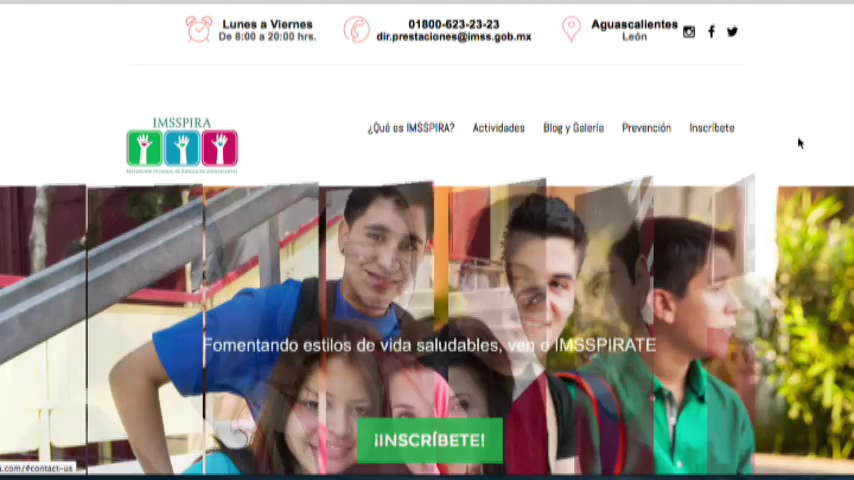 Lunes a Viernes
De 8:00 a 20:00 hrs.
01800-623-23-23
dir.prestaciones@imss.gob.mx
Aguascalientes
León
IMSSPIRA
¿Qué es IMSSPIRA?
Actividades
Blog y Galería
Prevención
Inscríbete
Fomentando estilos de vida saludables, ven e IMSSPIRATE
¡INSCRÍBETE!
.com/#contact-us